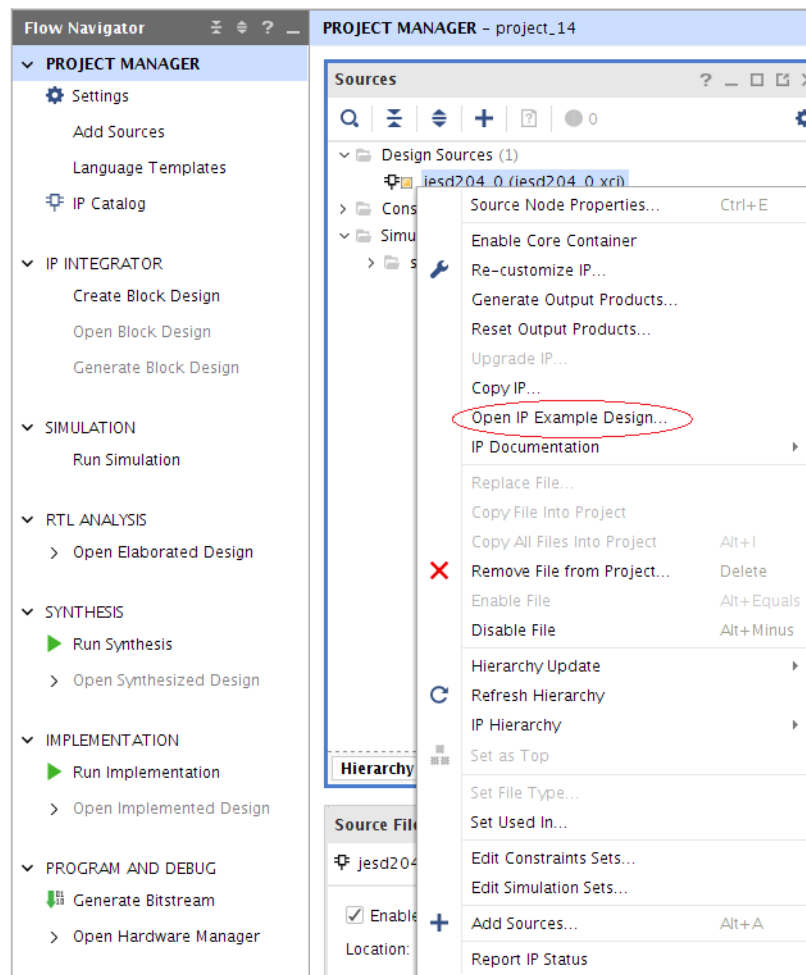 Flow Navigator
?
PROJECT MANAGER
Settings
Add Sources
Language Templates
IP Catalog
IP INTEGRATOR
Create Block Design
Open Block Design
Generate Block Design
SIMULATION
Run Simulation
RTL ANALYSIS
Open Elaborated Design
SYNTHESIS
Run Synthesis
Open Synthesized Design
IMPLEMENTATION
Run Implementation
Open Implemented Design
PROGRAM AND DEBUG
Generate Bitstream
Open Hardware Manager
PROJECT MANAGER - project_14
Sources
?
? 0
Design Sources (1)
jesd204_0 (jesd204_0.xci)
Cons
Simu
s
Hierarchy
Source File
jesd204
Enable
Location:
Source Node Properties... Ctrl+E
Enable Core Container
Re-customize IP...
Generate Output Products...
Reset Output Products...
Upgrade IP...
Copy IP...
Open IP Example Design...
IP Documentation
Replace File...
Copy File Into Project
Copy All Files Into Project Alt+I
Remove File from Project... Delete
Enable File Alt+Equals
Disable File Alt+Minus
Hierarchy Update
Refresh Hierarchy
IP Hierarchy
Set as Top
Set File Type...
Set Used In...
Edit Constraints Sets...
Edit Simulation Sets...
Add Sources... Alt+A
Report IP Status